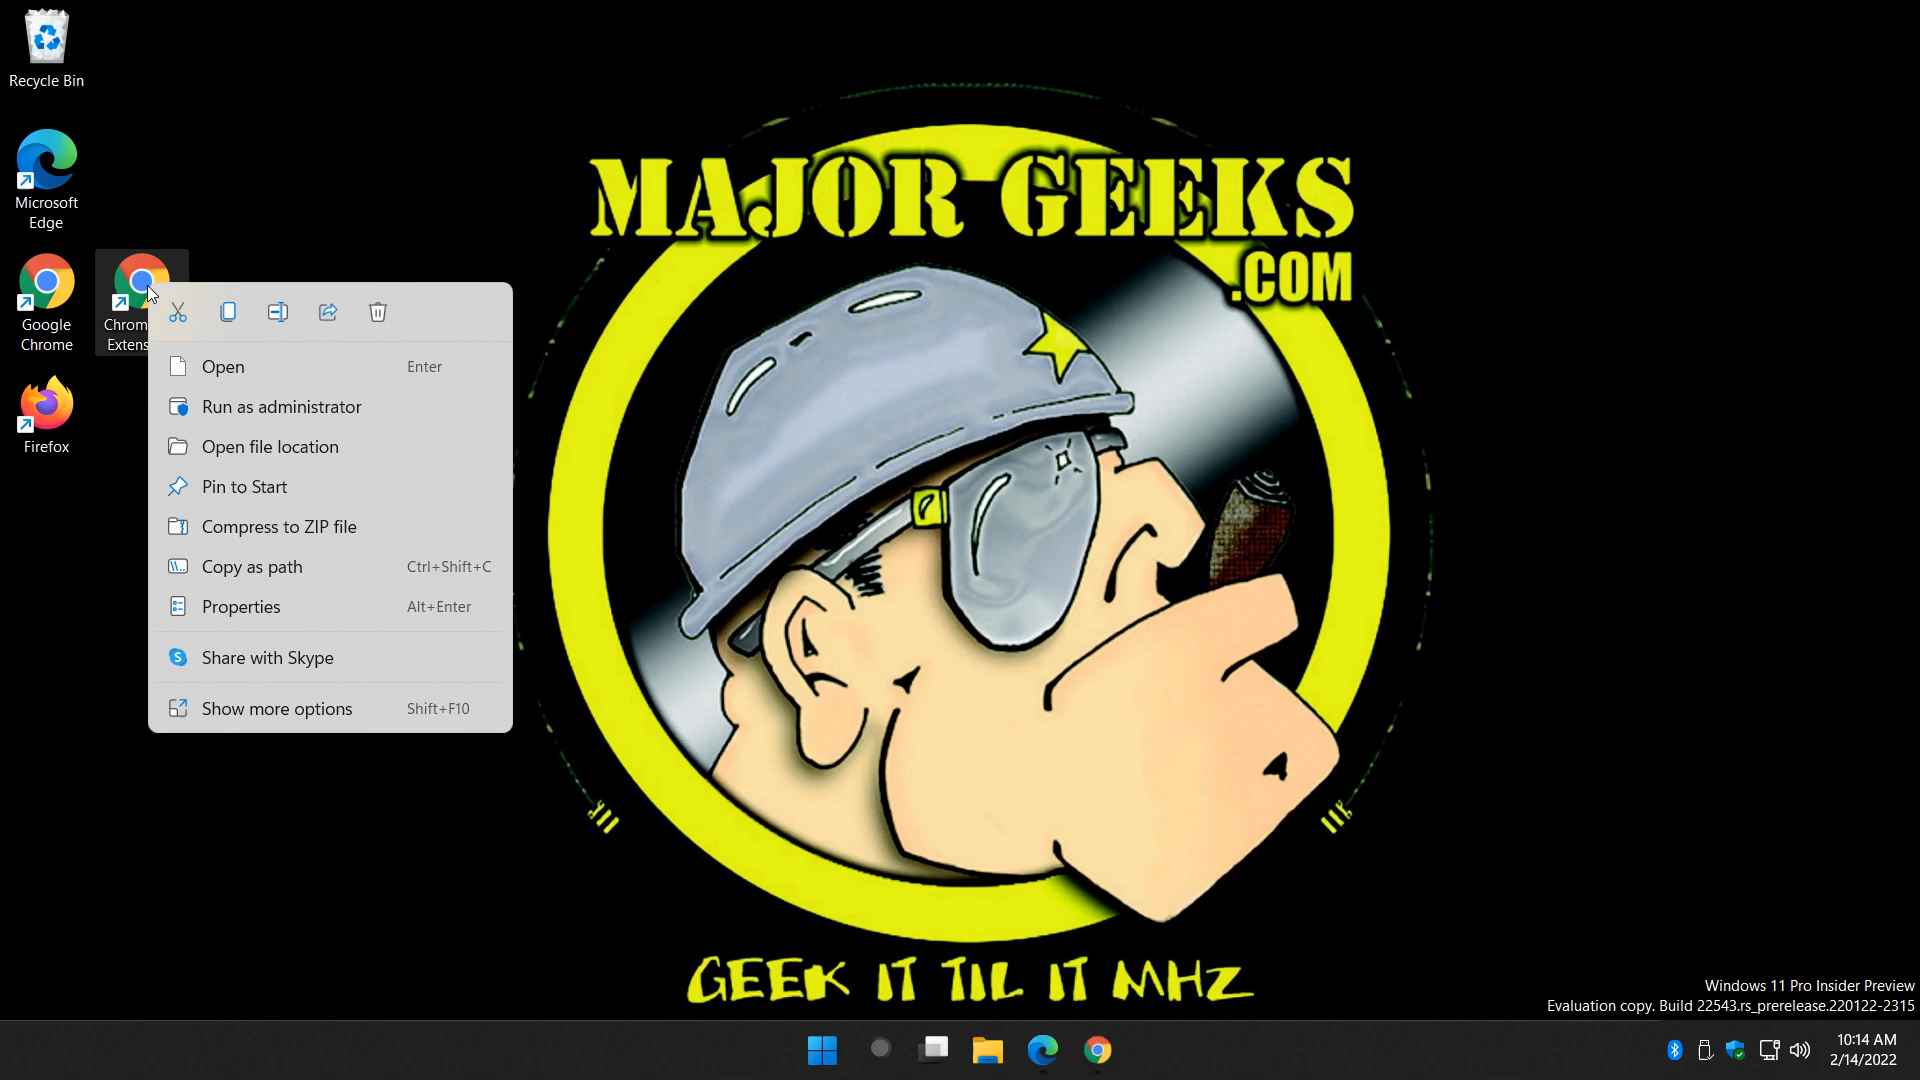 Recycle Bin
Microsoft
Edge
Google
Chrome
Chrom
Extens
Firefox
Open Enter
Run as administrator
Open file location
Pin to Start
Compress to ZIP file
Copy as path Ctrl+Shift+C
Properties Alt+Enter
Share with Skype
Show more options Shift+F10
MAJOR GEEKS
.COM
GEEK IT TIL IT MHZ
Windows 11 Pro Insider Preview
Evaluation copy. Build 22543.rs_prerelease.220122-2315
10:14 AM
2/14/2022